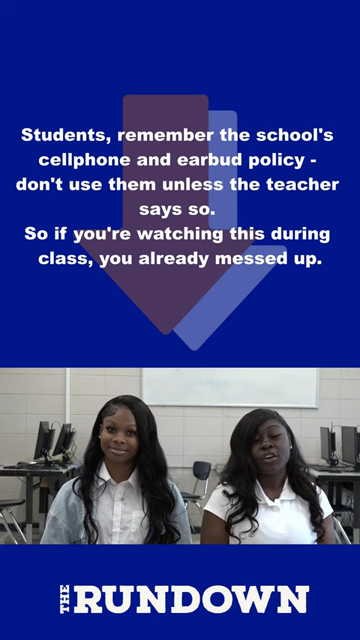 Students, remember the school's
cellphone and earbud policy -
don't use them unless the teacher
says so.
So if you're watching this during
class, you already messed up.
THE RUNDOWN